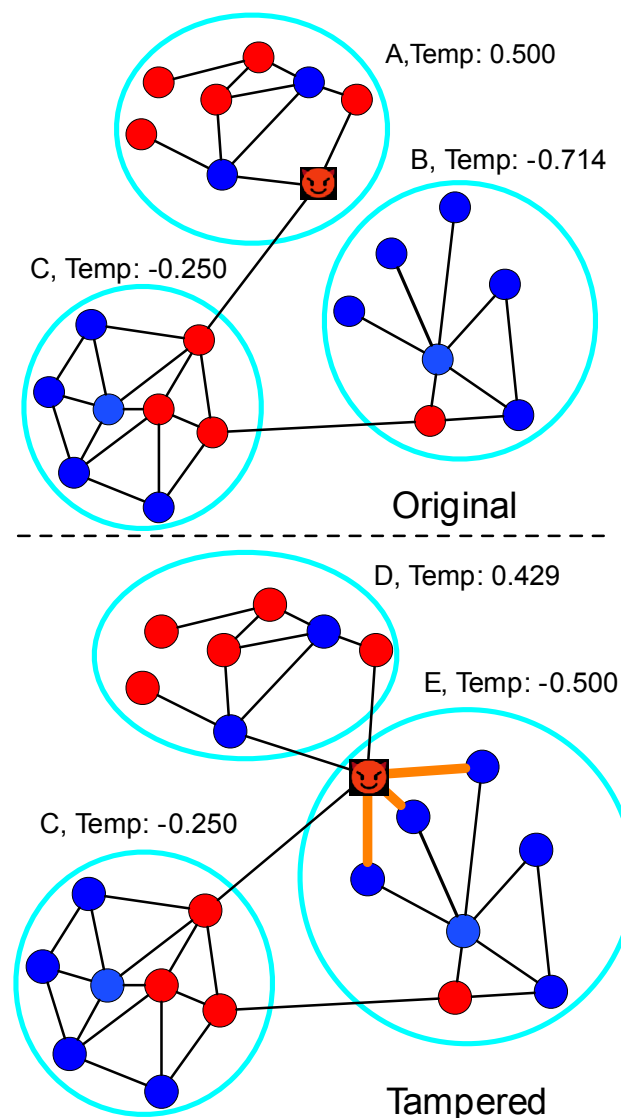 A,Temp: 0.500
B, Temp: -0.714
C, Temp: -0.250
Original
D, Temp: 0.429
E, Temp: -0.500
C, Temp: -0.250
Tampered